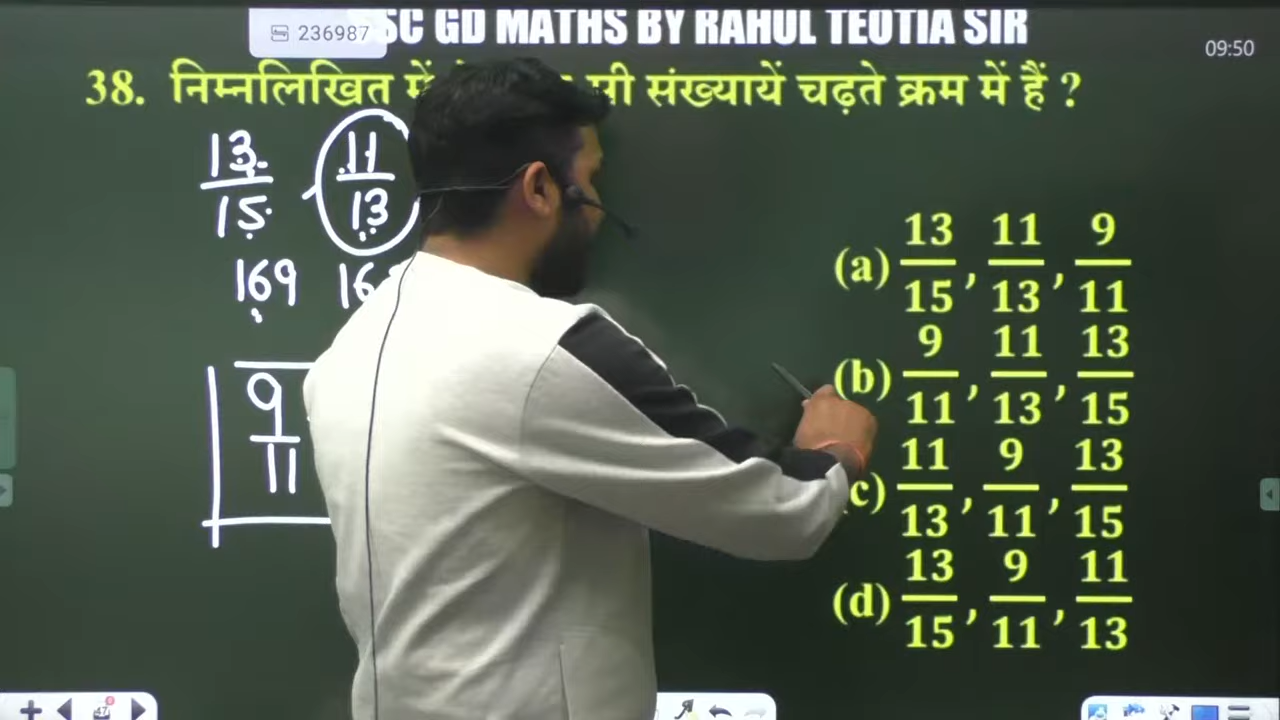 SC GD MATHS BY RAHUL TEOTIA SIR
236987
09:50
38. निम्नलिखित में संख्यायें चढ़ते क्रम में हैं ?
13/15 11/13
169
9/11
(a) 13/15, 11/13, 9/11
(b) 9/11, 11/13, 13/15
(c) 11/13, 9/11, 13/15
(d) 13/15, 9/11, 11/13